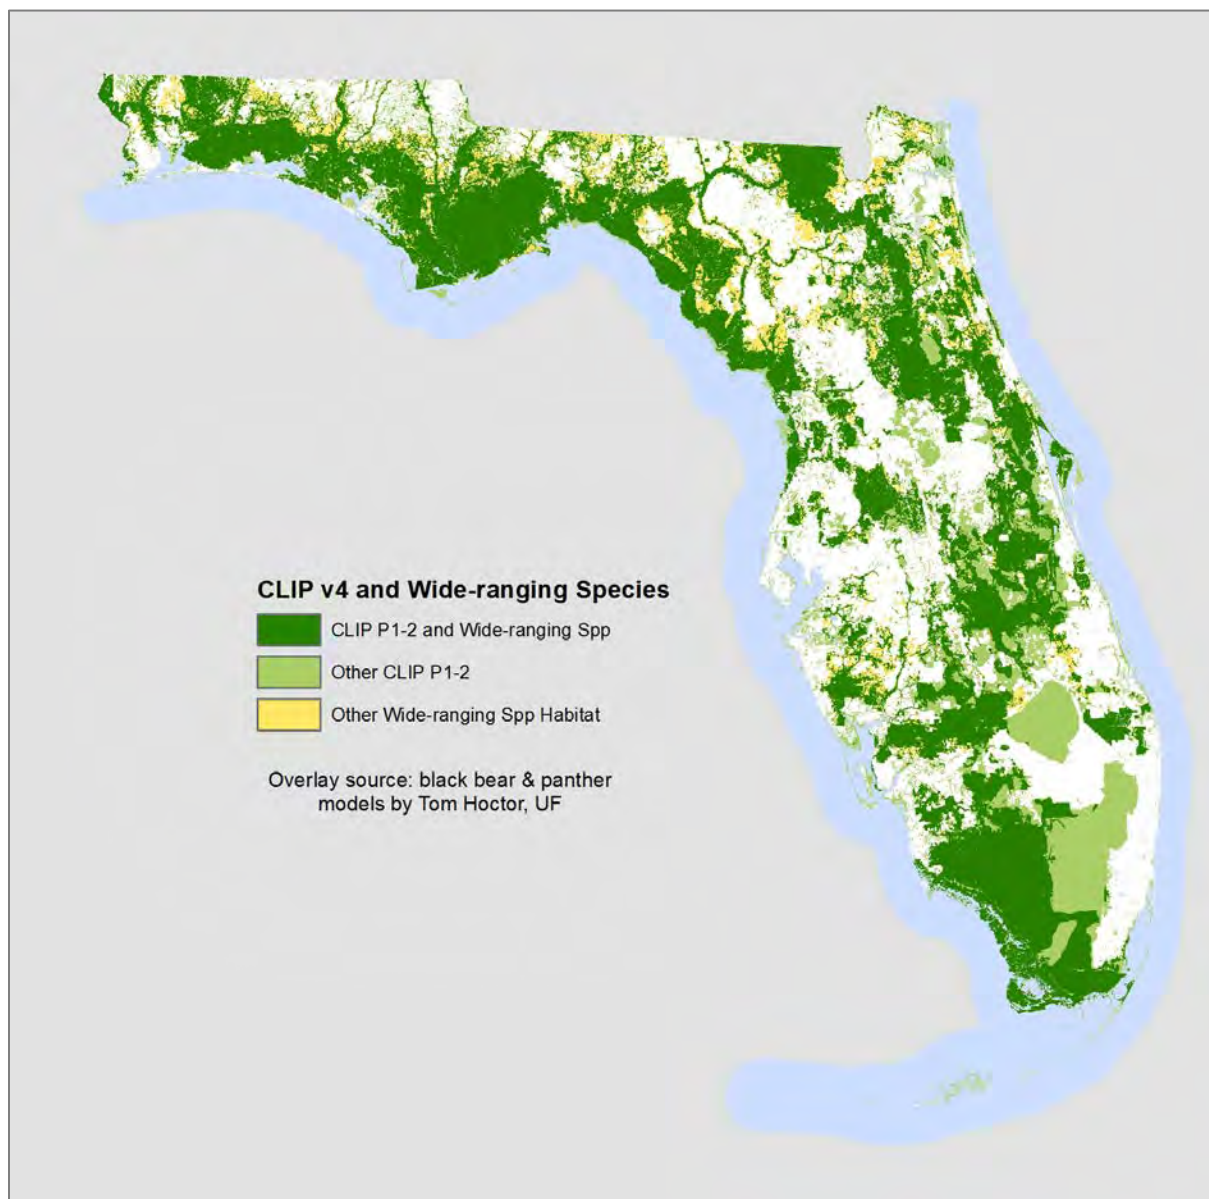 CLIP v4 and Wide-ranging Species
CLIP P1-2 and Wide-ranging Spp
Other CLIP P1-2
Other Wide-ranging Spp Habitat
Overlay source: black bear & panther
models by Tom Hoctor, UF